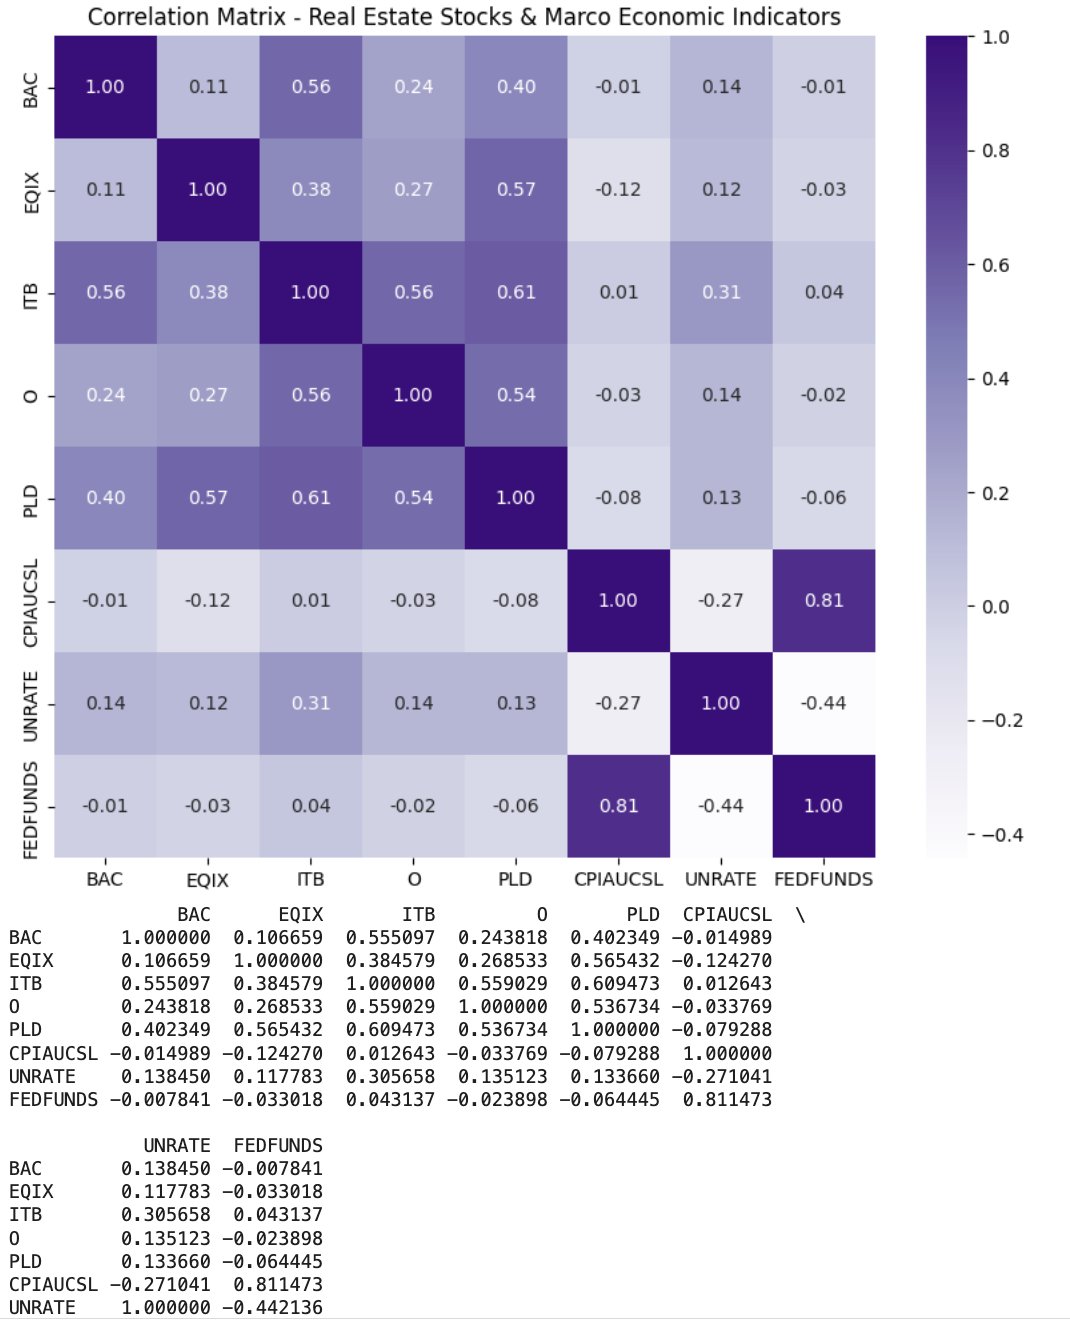 Correlation Matrix - Real Estate Stocks & Marco Economic Indicators
BAC 1.00 0.11 0.56 0.24 0.40 -0.01 0.14 -0.01
EQIX 0.11 1.00 0.38 0.27 0.57 -0.12 0.12 -0.03
ITB 0.56 0.38 1.00 0.56 0.61 0.01 0.31 0.04
O 0.24 0.27 0.56 1.00 0.54 -0.03 0.14 -0.02
PLD 0.40 0.57 0.61 0.54 1.00 -0.08 0.13 -0.06
CPIAUCSL -0.01 -0.12 0.01 -0.03 -0.08 1.00 -0.27 0.81
UNRATE 0.14 0.12 0.31 0.14 0.13 -0.27 1.00 -0.44
FEDFUNDS -0.01 -0.03 0.04 -0.02 -0.06 0.81 -0.44 1.00
BAC EQIX ITB O PLD CPIAUCSL UNRATE FEDFUNDS
1.0
0.8
0.6
0.4
0.2
0.0
−0.2
−0.4
BAC EQIX ITB O PLD CPIAUCSL \
BAC 1.000000 0.106659 0.555097 0.243818 0.402349 -0.014989
EQIX 0.106659 1.000000 0.384579 0.268533 0.565432 -0.124270
ITB 0.555097 0.384579 1.000000 0.559029 0.609473 0.012643
O 0.243818 0.268533 0.559029 1.000000 0.536734 -0.033769
PLD 0.402349 0.565432 0.609473 0.536734 1.000000 -0.079288
CPIAUCSL -0.014989 -0.124270 0.012643 -0.033769 -0.079288 1.000000
UNRATE 0.138450 0.117783 0.305658 0.135123 0.133660 -0.271041
FEDFUNDS -0.007841 -0.033018 0.043137 -0.023898 -0.064445 0.811473
UNRATE FEDFUNDS
BAC 0.138450 -0.007841
EQIX 0.117783 -0.033018
ITB 0.305658 0.043137
O 0.135123 -0.023898
PLD 0.133660 -0.064445
CPIAUCSL -0.271041 0.811473
UNRATE 1.000000 -0.442136